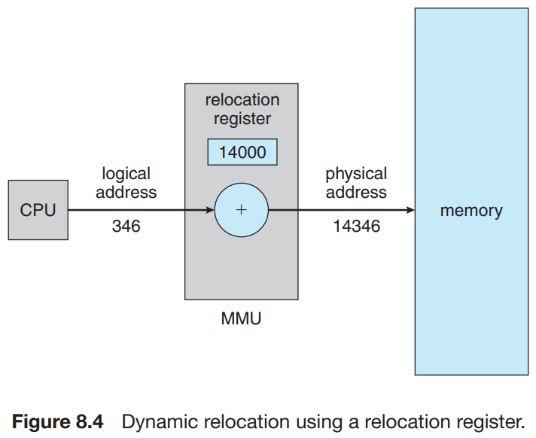 relocation
register
14000
logical
address
346
CPU
+
physical
address
14346
memory
MMU
Figure 8.4 Dynamic relocation using a relocation register.